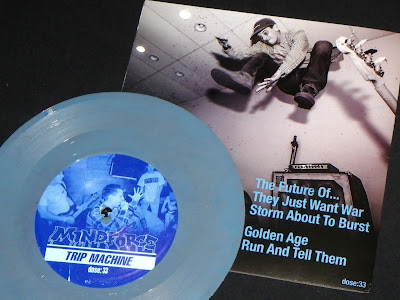 The Future Of...
They Just Want War
Storm About To Burst
Golden Age
Run And Tell Them
dose:33
MINDFORCE
TRIP MACHINE
dose:33